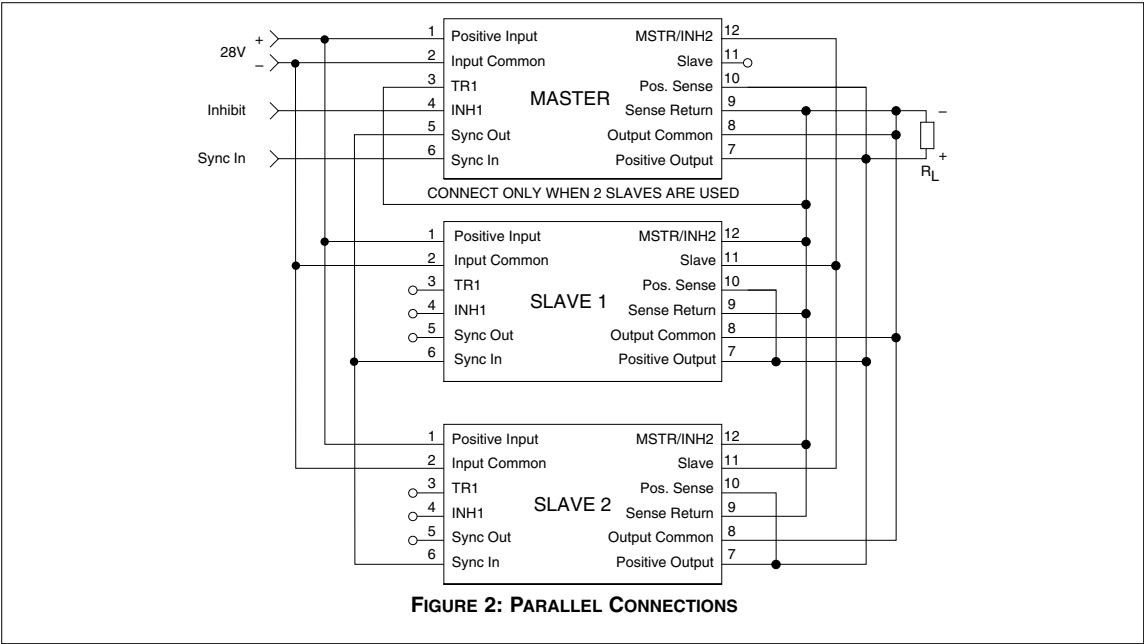 28V
+
–
Inhibit
Sync In
1 Positive Input MSTR/INH2 12
2 Input Common Slave 11
3 TR1 Pos. Sense 10
4 INH1 MASTER Sense Return 9
5 Sync Out Output Common 8
6 Sync In Positive Output 7
–
+
RL
CONNECT ONLY WHEN 2 SLAVES ARE USED
1 Positive Input MSTR/INH2 12
2 Input Common Slave 11
3 TR1 Pos. Sense 10
4 INH1 SLAVE 1 Sense Return 9
5 Sync Out Output Common 8
6 Sync In Positive Output 7
1 Positive Input MSTR/INH2 12
2 Input Common Slave 11
3 TR1 Pos. Sense 10
4 INH1 SLAVE 2 Sense Return 9
5 Sync Out Output Common 8
6 Sync In Positive Output 7
FIGURE 2: PARALLEL CONNECTIONS